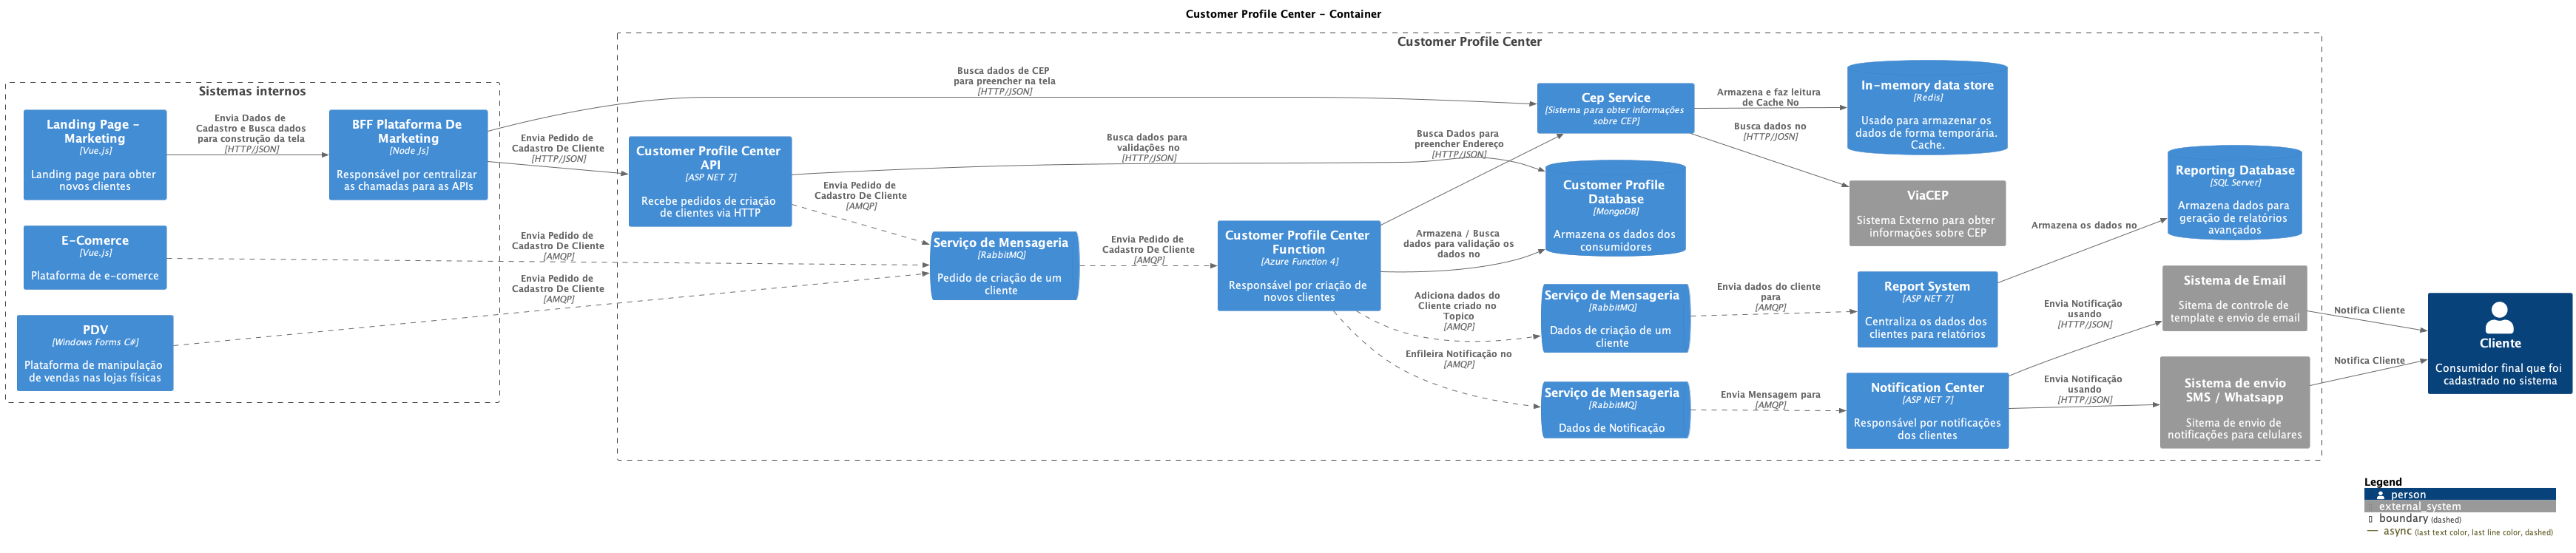 Customer Profile Center - Container
Customer Profile Center
Sistemas internos
Landing Page -
Marketing
[Vue.js]
Landing page para obter
novos clientes
Envia Dados de
Cadastro e Busca dados
para construção da tela
[HTTP/JSON]
BFF Plataforma De
Marketing
[Node Js]
Responsável por centralizar
as chamadas para as APIs
E-Comerce
[Vue.js]
Plataforma de e-comerce
PDV
[Windows Forms C#]
Plataforma de manipulação
de vendas nas lojas físicas
Busca dados de CEP
para preencher na tela
[HTTP/JSON]
Envia Pedido de
Cadastro De Cliente
[HTTP/JSON]
Envia Pedido de
Cadastro De Cliente
[AMQP]
Envia Pedido de
Cadastro De Cliente
[AMQP]
Customer Profile Center
API
[ASP NET 7]
Recebe pedidos de criação
de clientes via HTTP
Busca dados para
validações no
[HTTP/JSON]
Envia Pedido de
Cadastro De Cliente
[AMQP]
Serviço de Mensageria
[RabbitMQ]
Pedido de criação de um
cliente
Envia Pedido de
Cadastro De Cliente
[AMQP]
Customer Profile Center
Function
[Azure Function 4]
Responsável por criação de
novos clientes
Busca Dados para
preencher Endereço
[HTTP/JSON]
Armazena / Busca
dados para validação os
dados no
Adiciona dados do
Cliente criado no
Topico
[AMQP]
Enfileira Notificação no
[AMQP]
Cep Service
[Sistema para obter informações
sobre CEP]
Customer Profile
Database
[MongoDB]
Armazena os dados dos
consumidores
Serviço de Mensageria
[RabbitMQ]
Dados de criação de um
cliente
Serviço de Mensageria
[RabbitMQ]
Dados de Notificação
Armazena e faz leitura
de Cache No
Busca dados no
[HTTP/JOSN]
Envia dados do cliente
para
[AMQP]
Envia Mensagem para
[AMQP]
In-memory data store
[Redis]
Usado para armazenar os
dados de forma temporária.
Cache.
ViaCEP
Sistema Externo para obter
informações sobre CEP
Report System
[ASP NET 7]
Centraliza os dados dos
clientes para relatórios
Notification Center
[ASP NET 7]
Responsável por notificações
dos clientes
Armazena os dados no
Envia Notificação
usando
[HTTP/JSON]
Envia Notificação
usando
[HTTP/JSON]
Reporting Database
[SQL Server]
Armazena dados para
geração de relatórios
avançados
Sistema de Email
Sitema de controle de
template e envio de email
Sistema de envio
SMS / Whatsapp
Sitema de envio de
notificações para celulares
Notifica Cliente
Notifica Cliente
Cliente
Consumidor final que foi
cadastrado no sistema
Legend
person
external_system
boundary (dashed)
async (last text color, last line color, dashed)